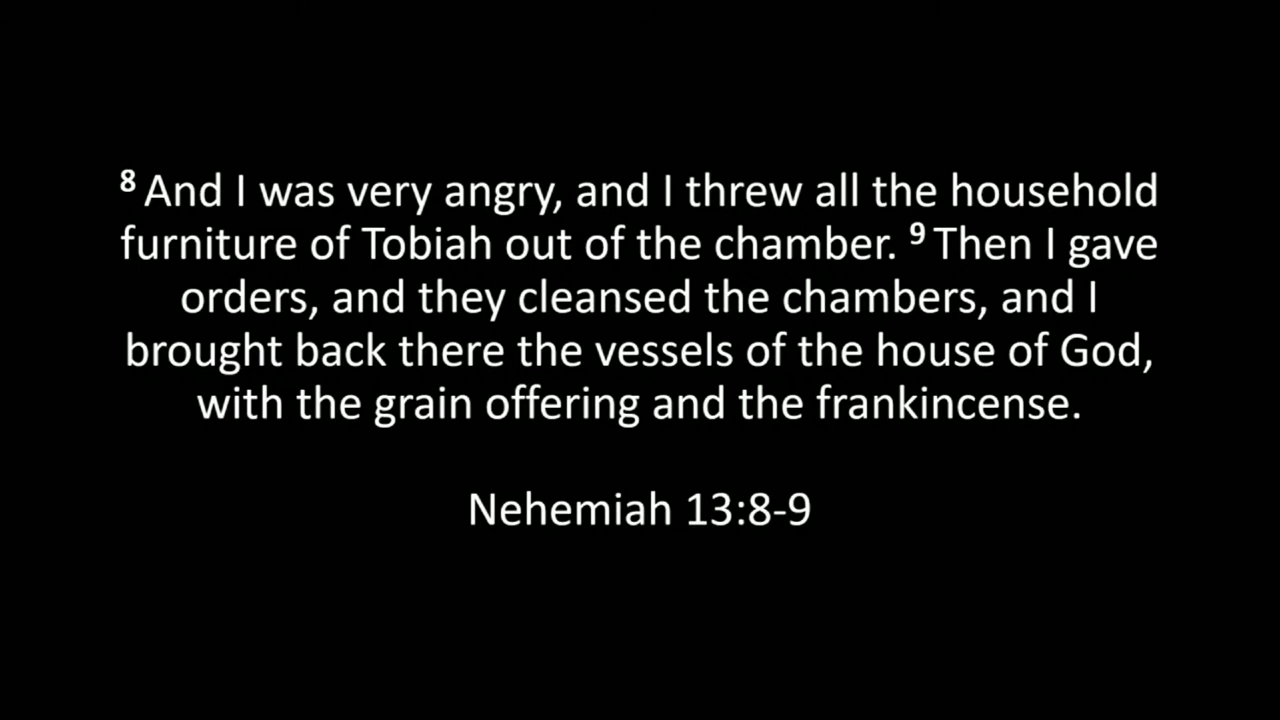 ⁸ And I was very angry, and I threw all the household
furniture of Tobiah out of the chamber. ⁹ Then I gave
orders, and they cleansed the chambers, and I
brought back there the vessels of the house of God,
with the grain offering and the frankincense.
Nehemiah 13:8-9